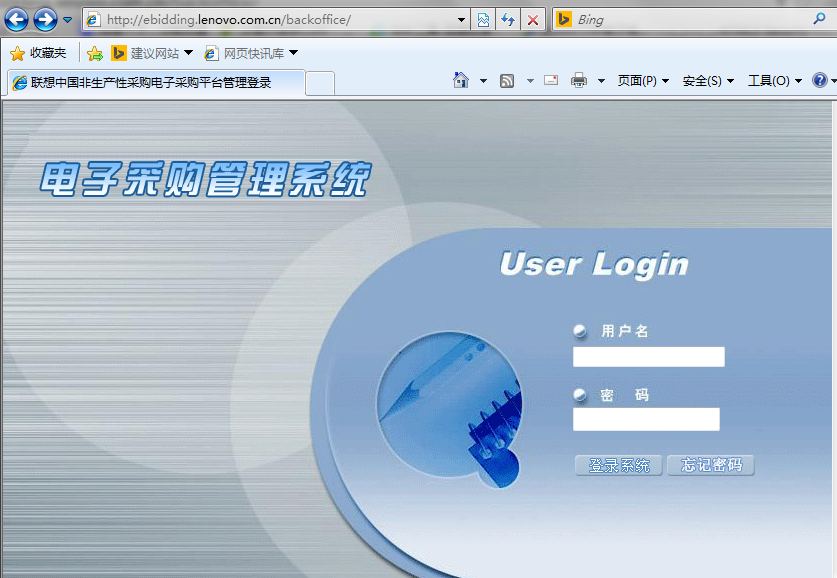 http://ebidding.lenovo.com.cn/backoffice/
Bing
收藏夹 建议网站 网页快讯库
联想中国非生产性采购电子采购平台管理登录 页面(P) 安全(S) 工具(O)
电子采购管理系统
User Login
用户名
密 码
登录系统 忘记密码